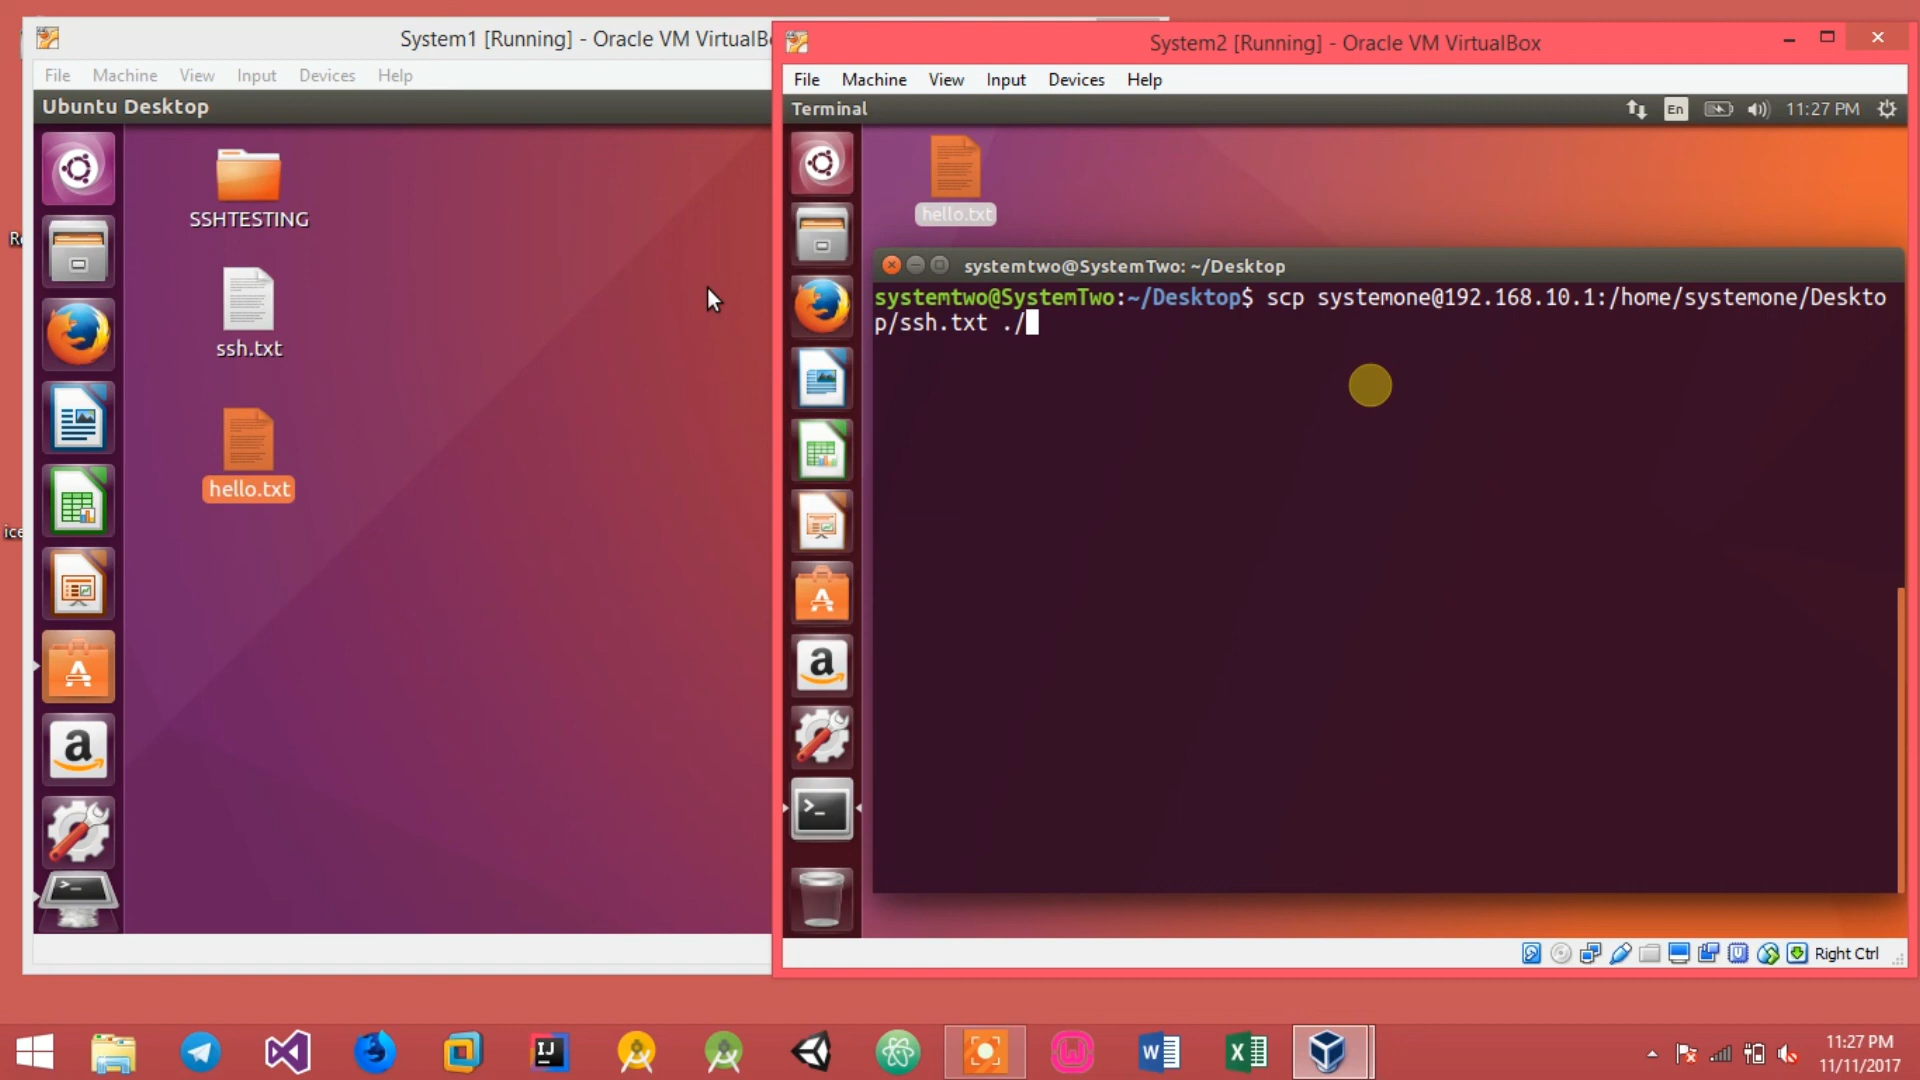 System1 [Running] - Oracle VM VirtualB
File Machine View Input Devices Help
Ubuntu Desktop
SSHTESTING
ssh.txt
hello.txt
System2 [Running] - Oracle VM VirtualBox
File Machine View Input Devices Help
Terminal
En
11:27 PM
hello.txt
systemtwo@SystemTwo: ~/Desktop
systemtwo@SystemTwo:~/Desktop$ scp systemone@192.168.10.1:/home/systemone/Deskto
p/ssh.txt ./
Right Ctrl
ice
11:27 PM
11/11/2017